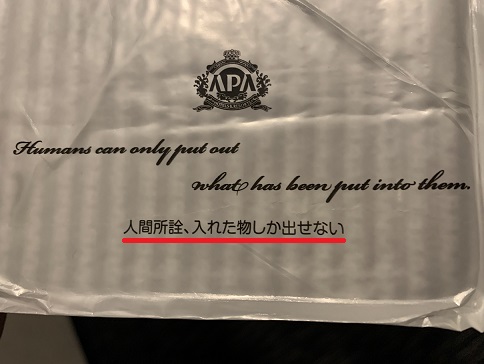 APA
Humans can only put out
what has been put into them.
人間所詮、入れた物しか出せない